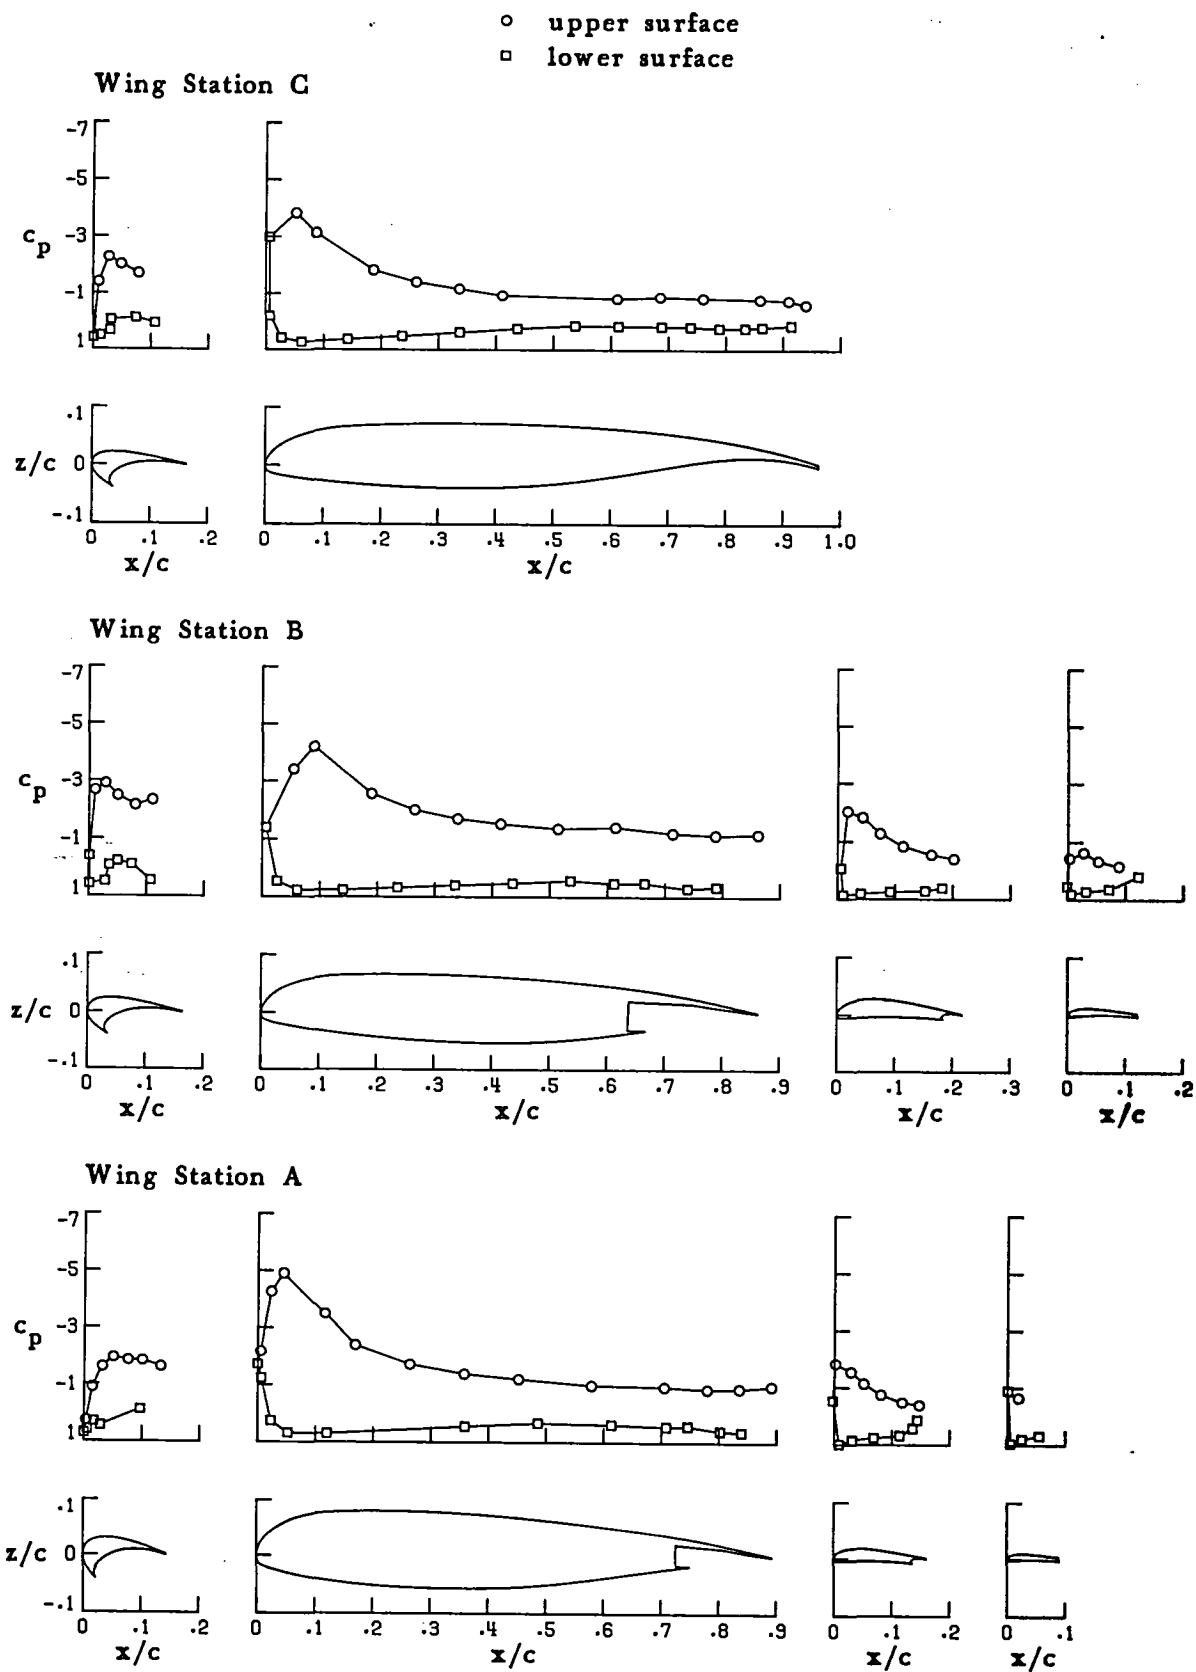 upper surface
lower surface
Wing Station C
-7
-5
-3
-1
1
c_p
.1
0
-.1
z/c
0 .1 .2
x/c
0 .1 .2 .3 .4 .5 .6 .7 .8 .9 1.0
x/c
Wing Station B
-7
-5
-3
-1
1
c_p
.1
0
-.1
z/c
0 .1 .2
x/c
0 .1 .2 .3 .4 .5 .6 .7 .8 .9
x/c
0 .1 .2 .3
x/c
0 .1 .2
x/c
Wing Station A
-7
-5
-3
-1
1
c_p
.1
0
-.1
z/c
0 .1 .2
x/c
0 .1 .2 .3 .4 .5 .6 .7 .8 .9
x/c
0 .1 .2
x/c
0 .1
x/c